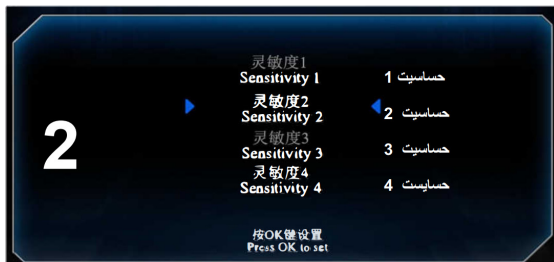 2
灵敏度1
Sensitivity 1 حساسیت 1
灵敏度2
Sensitivity 2 حساسیت 2
灵敏度3
Sensitivity 3 حساسیت 3
灵敏度4
Sensitivity 4 حسایست 4
按OK键设置
Press OK to set